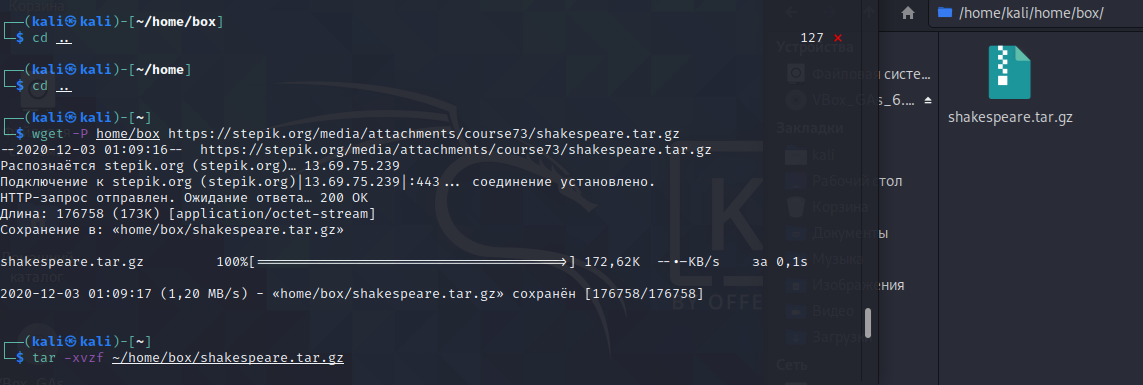 ┌──(kali㉿kali)-[~/home/box]
└─$ cd ..
127 ⨯
┌──(kali㉿kali)-[~/home]
└─$ cd ..
┌──(kali㉿kali)-[~]
└─$ wget -P home/box https://stepik.org/media/attachments/course73/shakespeare.tar.gz
--2020-12-03 01:09:16--  https://stepik.org/media/attachments/course73/shakespeare.tar.gz
Распознаётся stepik.org (stepik.org)… 13.69.75.239
Подключение к stepik.org (stepik.org)|13.69.75.239|:443... соединение установлено.
HTTP-запрос отправлен. Ожидание ответа… 200 OK
Длина: 176758 (173K) [application/octet-stream]
Сохранение в: «home/box/shakespeare.tar.gz»
shakespeare.tar.gz 100%[===================>] 172,62K --.-KB/s за 0,1s
2020-12-03 01:09:17 (1,20 MB/s) - «home/box/shakespeare.tar.gz» сохранён [176758/176758]
┌──(kali㉿kali)-[~]
└─$ tar -xvzf ~/home/box/shakespeare.tar.gz
/home/kali/home/box/
Устройства
Файловая систе…
VBox_GAs_6.…
Закладки
kali
Рабочий стол
Корзина
Документы
Музыка
Изображения
Видео
Загрузк
Сеть
shakespeare.tar.gz
Корзина
каталог
BY OFFE